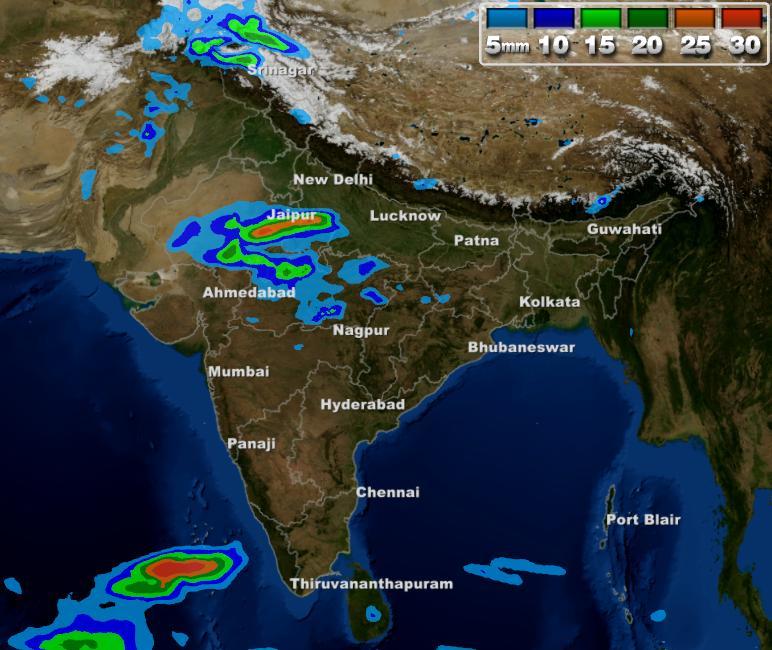 5mm 10 15 20 25 30
Srinagar
New Delhi
Jaipur
Lucknow
Guwahati
Patna
Ahmedabad
Kolkata
Nagpur
Bhubaneswar
Mumbai
Hyderabad
Panaji
Chennai
Port Blair
Thiruvananthapuram